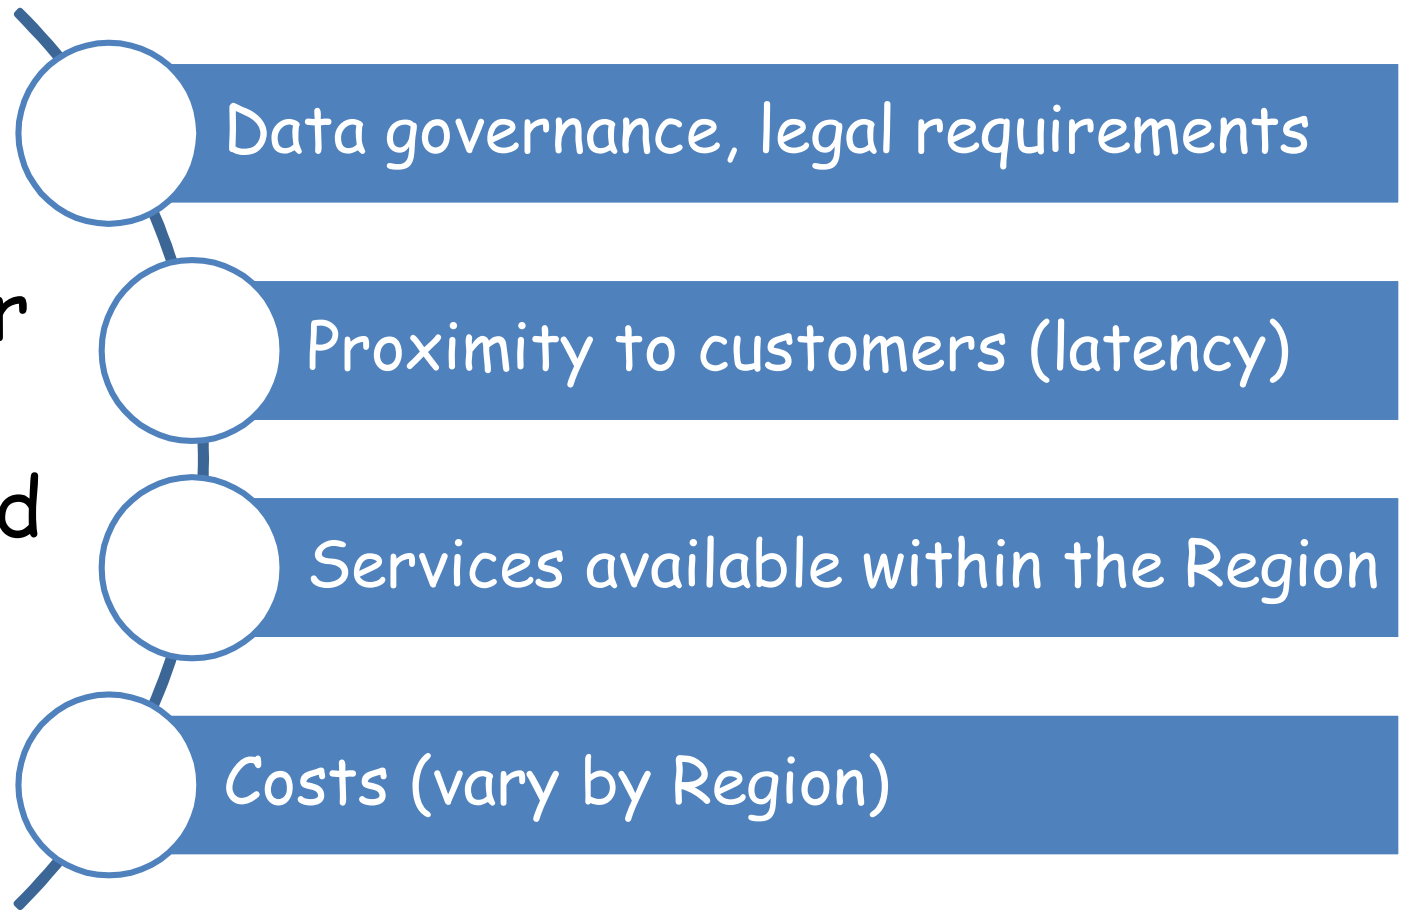 Data governance, legal requirements
r
Proximity to customers (latency)
d
Services available within the Region
Costs (vary by Region)